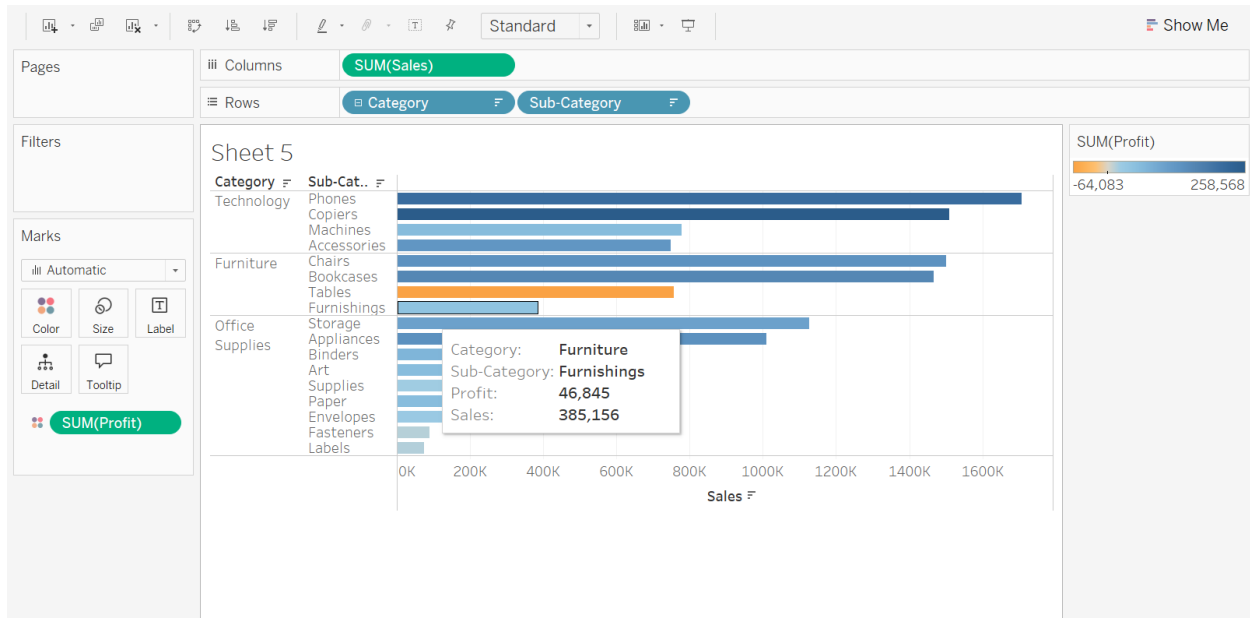 Standard
Show Me
Pages
Columns
SUM(Sales)
Rows
Category
Sub-Category
Filters
Marks
Automatic
Color
Size
Label
Detail
Tooltip
SUM(Profit)
Sheet 5
Category
Sub-Cat..
Technology
Phones
Copiers
Machines
Accessories
Furniture
Chairs
Bookcases
Tables
Furnishings
Office
Supplies
Storage
Appliances
Binders
Art
Supplies
Paper
Envelopes
Fasteners
Labels
Category: Furniture
Sub-Category: Furnishings
Profit: 46,845
Sales: 385,156
0K 200K 400K 600K 800K 1000K 1200K 1400K 1600K
Sales
SUM(Profit)
-64,083 258,568